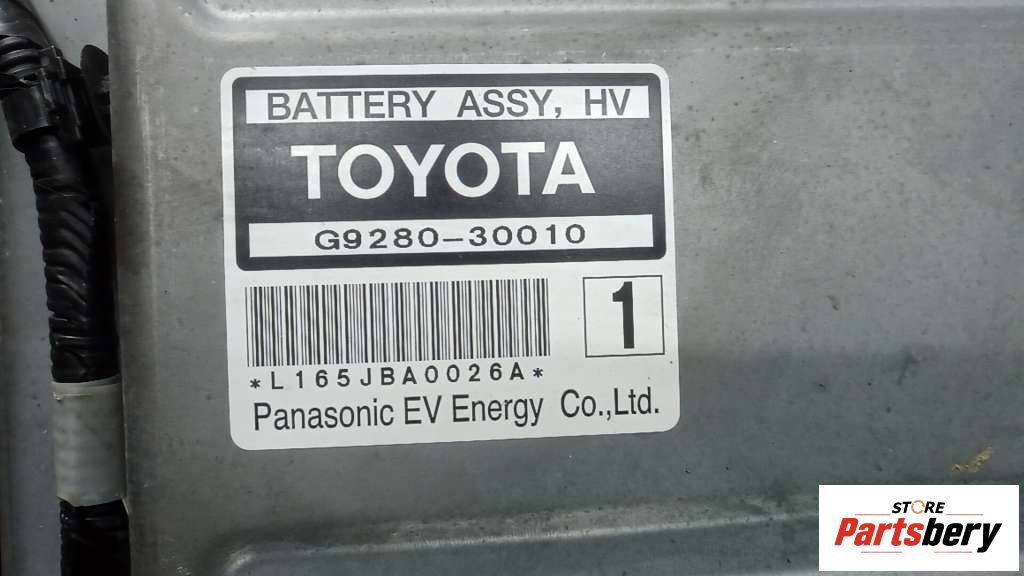 BATTERY ASSY, HV
TOYOTA
G9280-30010
1
*L165JBA0026A*
Panasonic EV Energy Co.,Ltd.
STORE
Partsbery